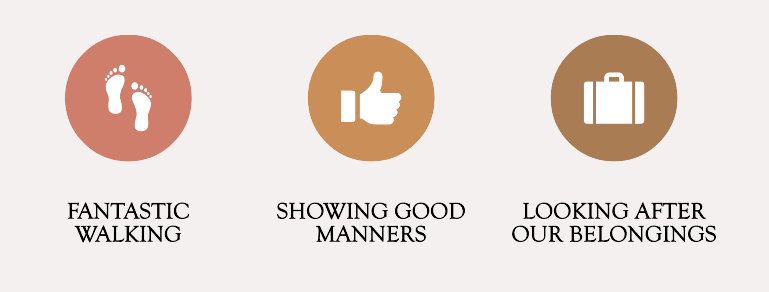 FANTASTIC
WALKING
SHOWING GOOD
MANNERS
LOOKING AFTER
OUR BELONGINGS